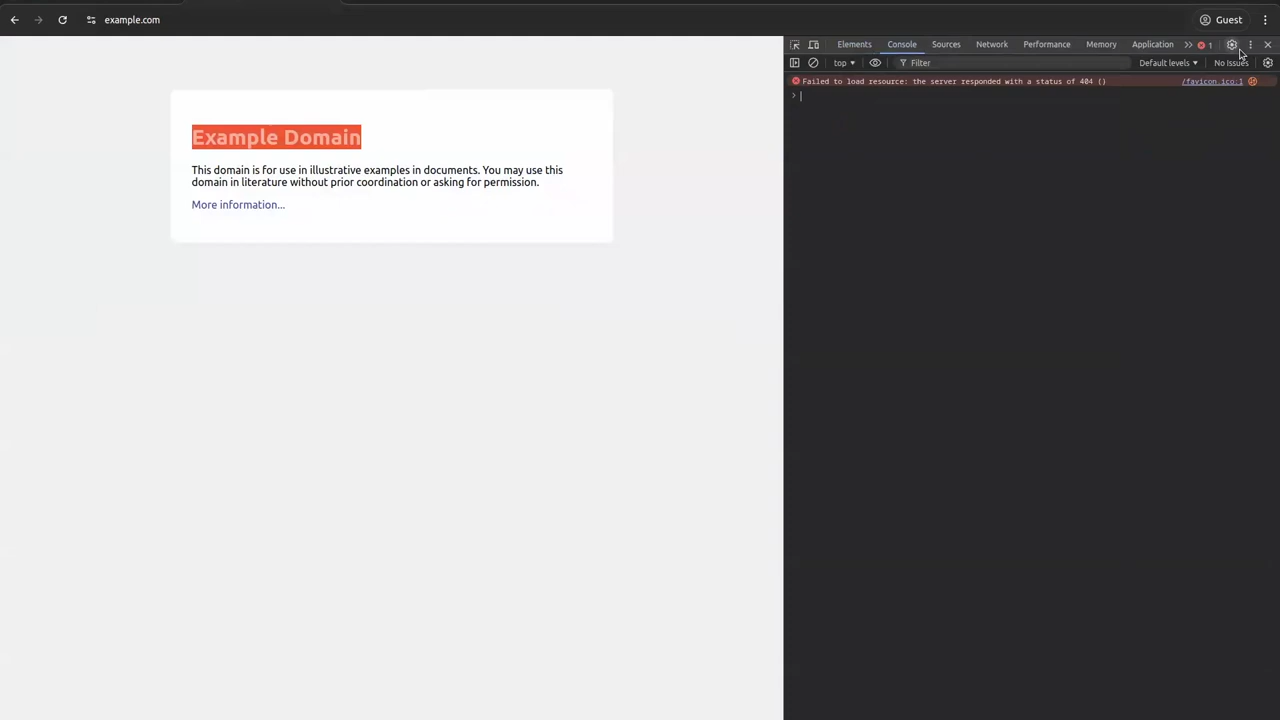 example.com
Guest
Elements Console Sources Network Performance Memory Application 1
top Filter Default levels No Issues
Failed to load resource: the server responded with a status of 404 () /favicon.ico:1
Example Domain
This domain is for use in illustrative examples in documents. You may use this
domain in literature without prior coordination or asking for permission.
More information...